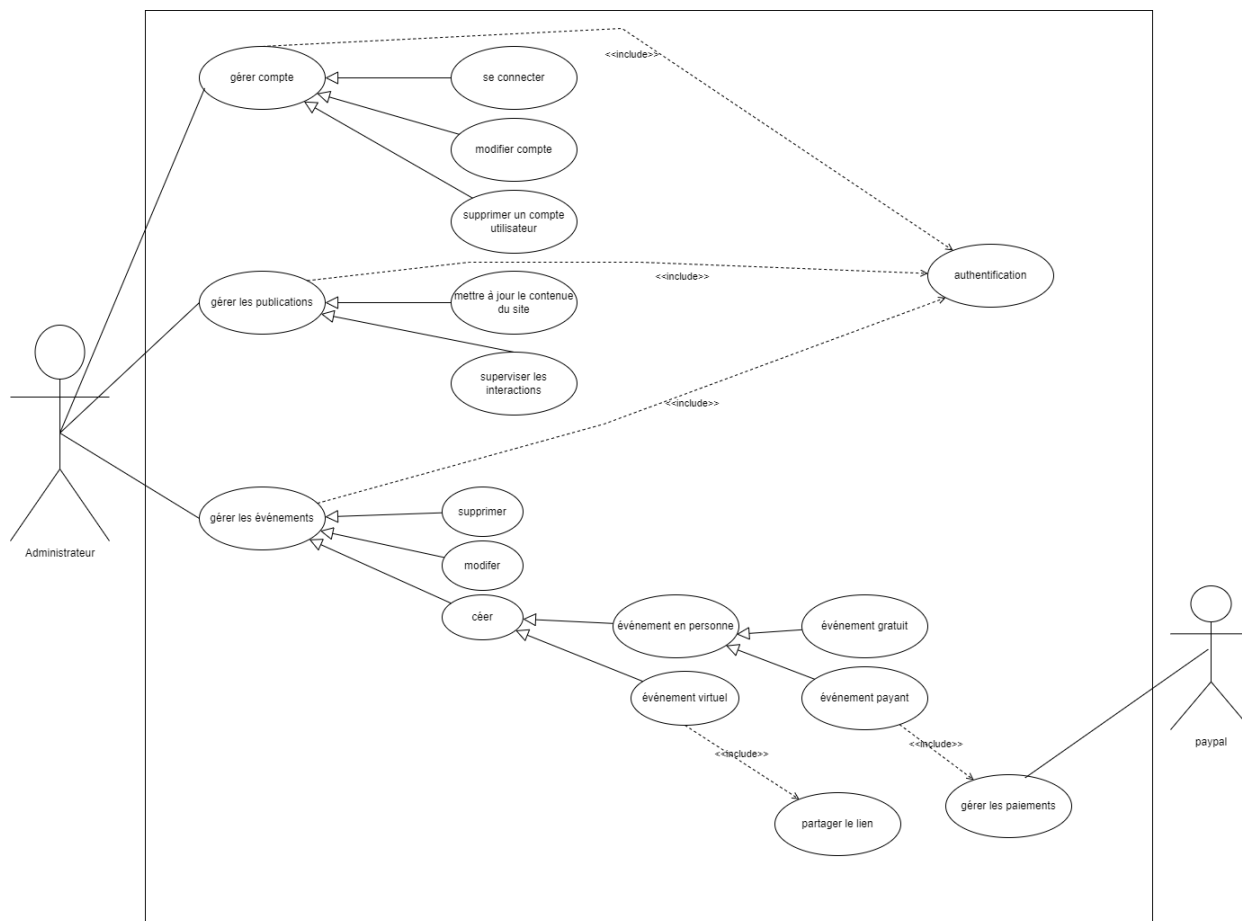 <<include>>
gérer compte
se connecter
modifier compte
supprimer un compte
utilisateur
authentification
<<include>>
gérer les publications
mettre à jour le contenue
du site
superviser les
interactions
<<include>>
gérer les événements
supprimer
modifer
Administrateur
céer
événement en personne
événement gratuit
événement virtuel
événement payant
<<include>>
<<include>>
paypal
gérer les paiements
partager le lien